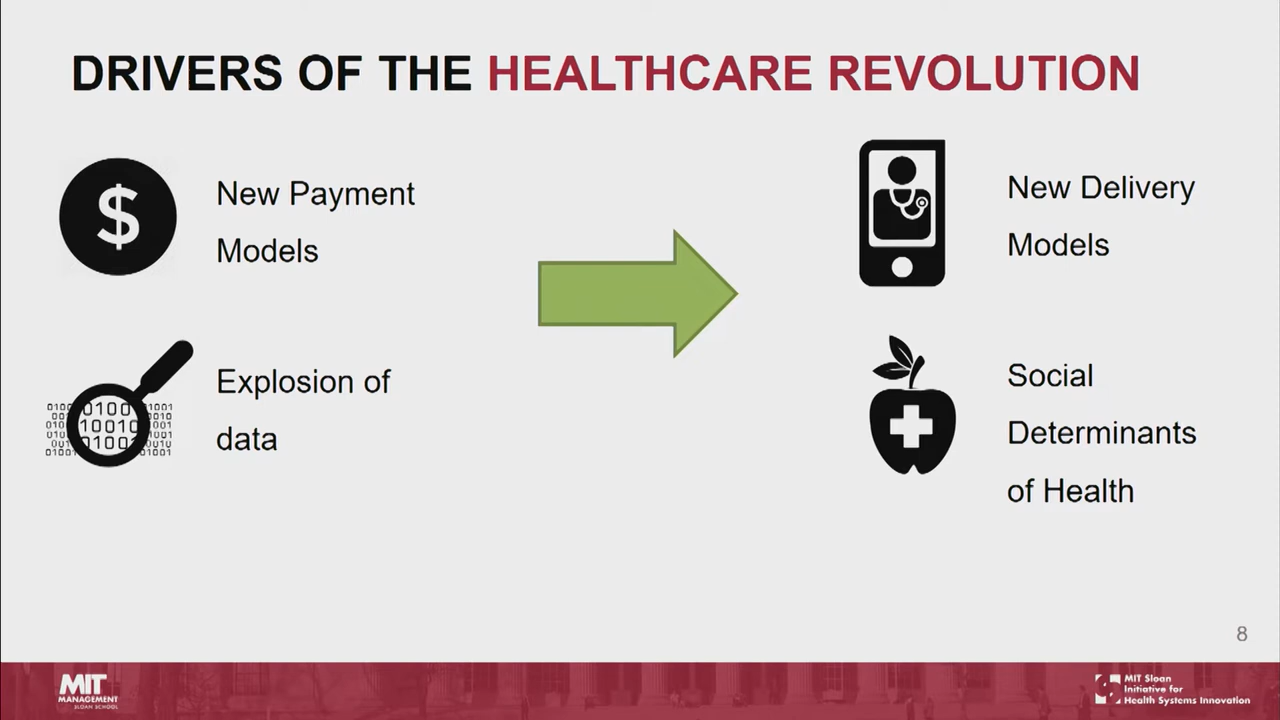 DRIVERS OF THE HEALTHCARE REVOLUTION
$
New Payment
Models
Explosion of
data
New Delivery
Models
Social
Determinants
of Health
8
MIT
MANAGEMENT
SLOAN SCHOOL
MIT Sloan
Initiative for
Health Systems Innovation